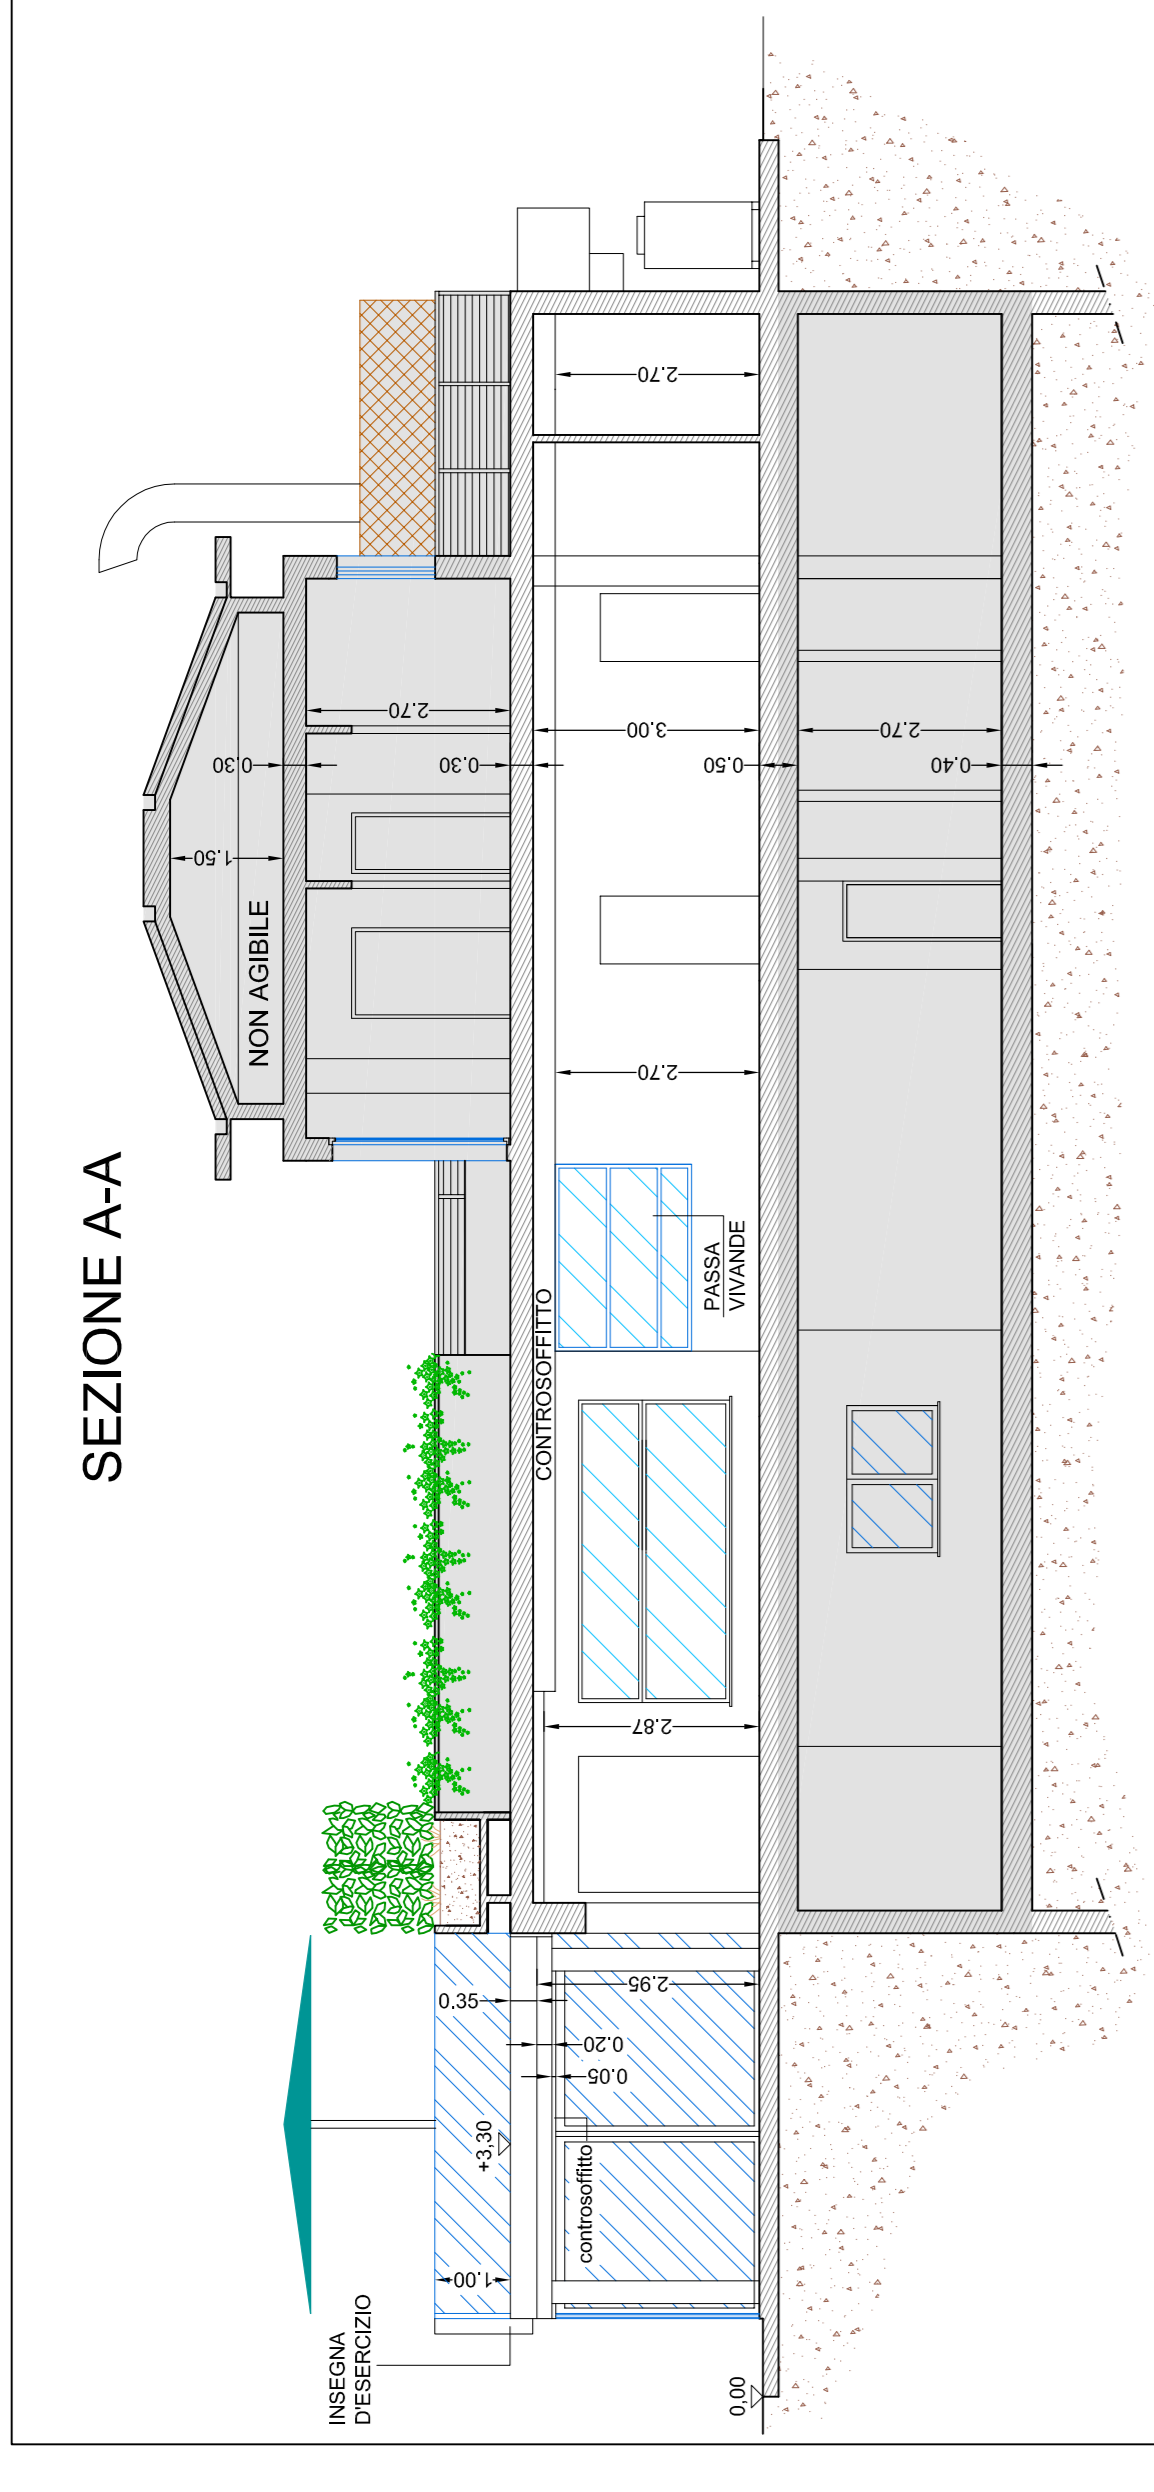 SEZIONE A-A
NON AGIBILE
1.50
0.30
2.70
0.30
3.00
0.50
2.70
0.40
2.70
2.70
CONTROSOFFITTO
PASSA
VIVANDE
2.87
2.95
0.35
0.20
0.05
+3,30
controsoffitto
1.00
INSEGNA
D'ESERCIZIO
0,00